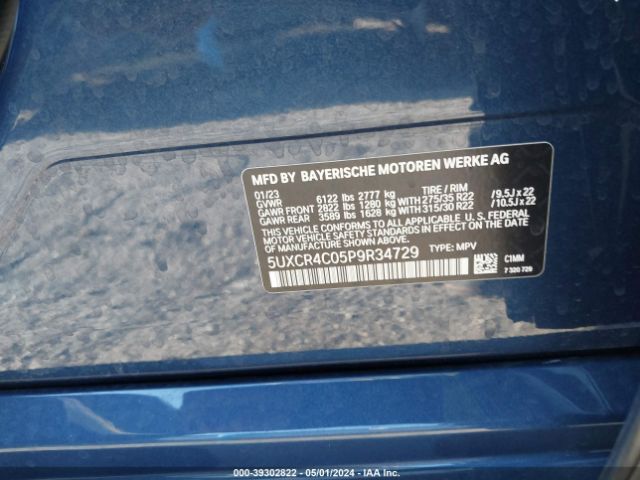 MFD BY BAYERISCHE MOTOREN WERKE AG
01/23 TIRE / RIM
GVWR 6122 lbs 2777 kg
GAWR FRONT 2822 lbs 1280 kg WITH 275/35 R22 / 9.5J x 22
GAWR REAR 3589 lbs 1628 kg WITH 315/30 R22 / 10.5J x 22
THIS VEHICLE CONFORMS TO ALL APPLICABLE U. S. FEDERAL
MOTOR VEHICLE SAFETY STANDARDS IN EFFECT ON THE DATE
OF MANUFACTURE SHOWN ABOVE.
5UXCR4C05P9R34729 TYPE: MPV
C1MM
7 320 729
000-39302822 - 05/01/2024 - IAA Inc.